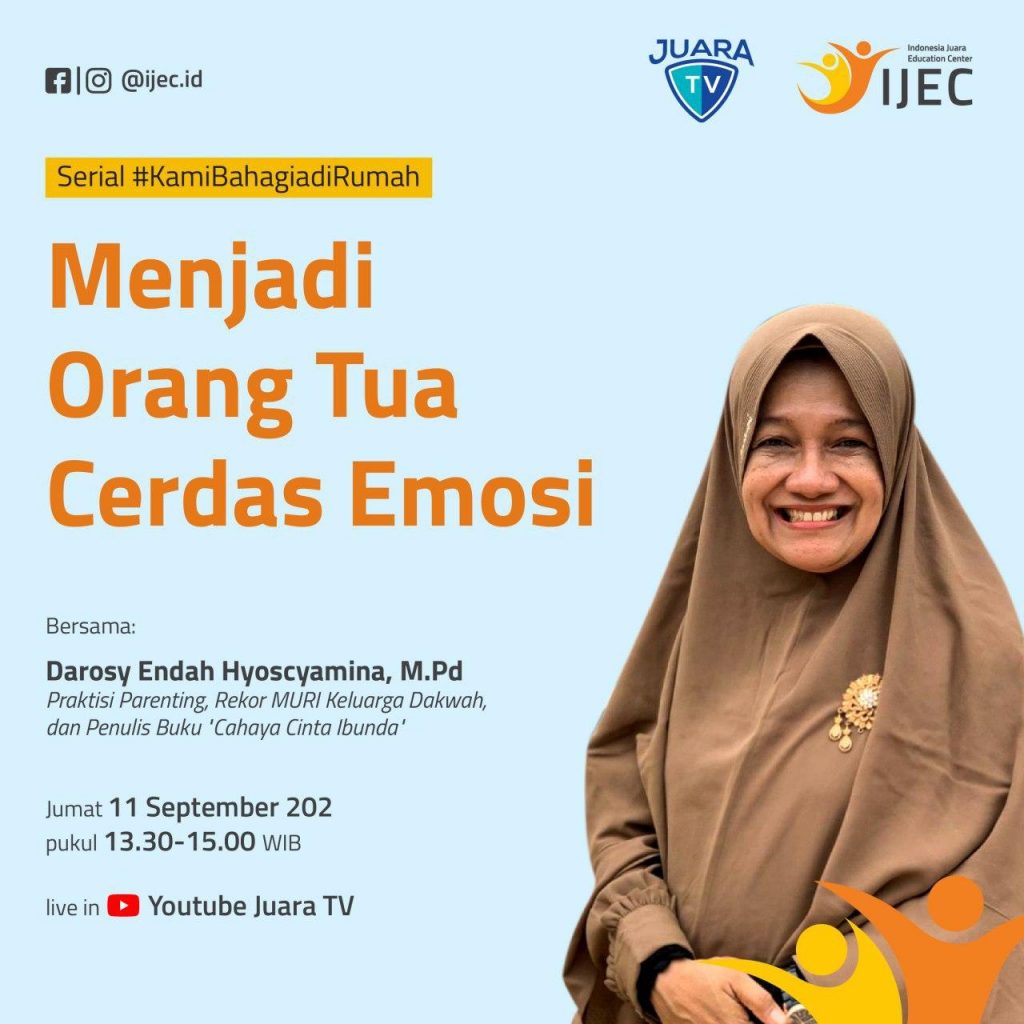 @ijec.id
JUARA
TV
Indonesia Juara
Education Center
IJEC
Serial #KamiBahagiadiRumah
Menjadi
Orang Tua
Cerdas Emosi
Bersama:
Darosy Endah Hyoscyamina, M.Pd
Praktisi Parenting, Rekor MURI Keluarga Dakwah,
dan Penulis Buku "Cahaya Cinta Ibunda"
Jumat 11 September 202
pukul 13.30-15.00 WIB
live in Youtube Juara TV